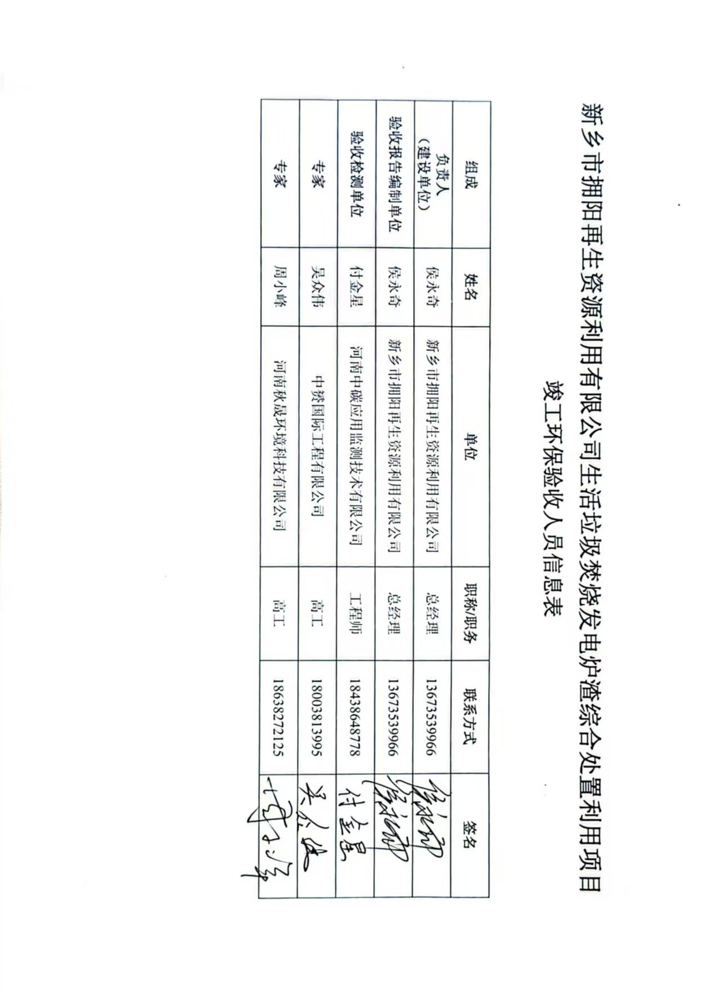 新乡市拥阳再生资源利用有限公司生活垃圾焚烧发电炉渣综合处置利用项目
竣工环保验收人员信息表
组成 姓名 单位 职称/职务 联系方式 签名
负责人
（建设单位） 侯永奇 新乡市拥阳再生资源利用有限公司 总经理 13673539966 侯永奇
验收报告编制单位 侯永奇 新乡市拥阳再生资源利用有限公司 总经理 13673539966 侯永奇
验收检测单位 付金星 河南中碳应用监测技术有限公司 工程师 18438648778 付金星
专家 吴众伟 中赟国际工程有限公司 高工 18003813995 吴众伟
专家 周小峰 河南秋晟环境科技有限公司 高工 18638272125 周小峰